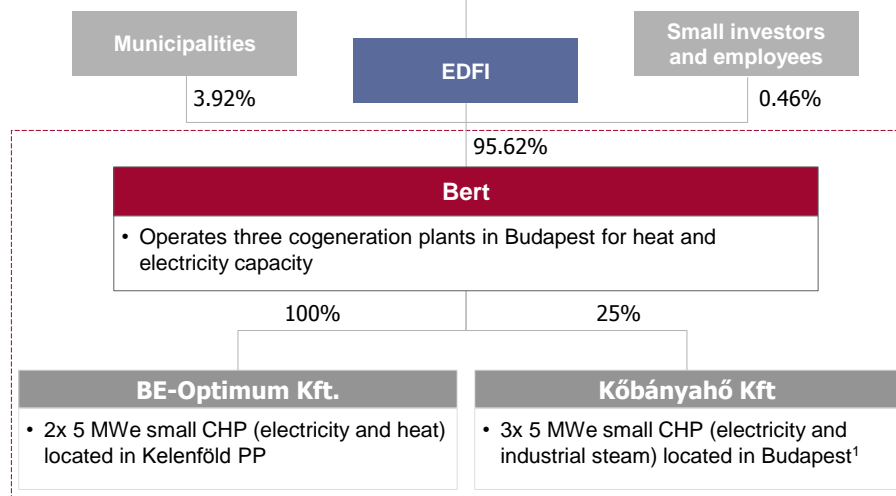 Municipalities
EDFI
Small investors
and employees
3.92%
0.46%
95.62%
Bert
• Operates three cogeneration plants in Budapest for heat and
electricity capacity
100%
25%
BE-Optimum Kft.
• 2x 5 MWe small CHP (electricity and heat)
located in Kelenföld PP
Kőbányahő Kft
• 3x 5 MWe small CHP (electricity and
industrial steam) located in Budapest¹